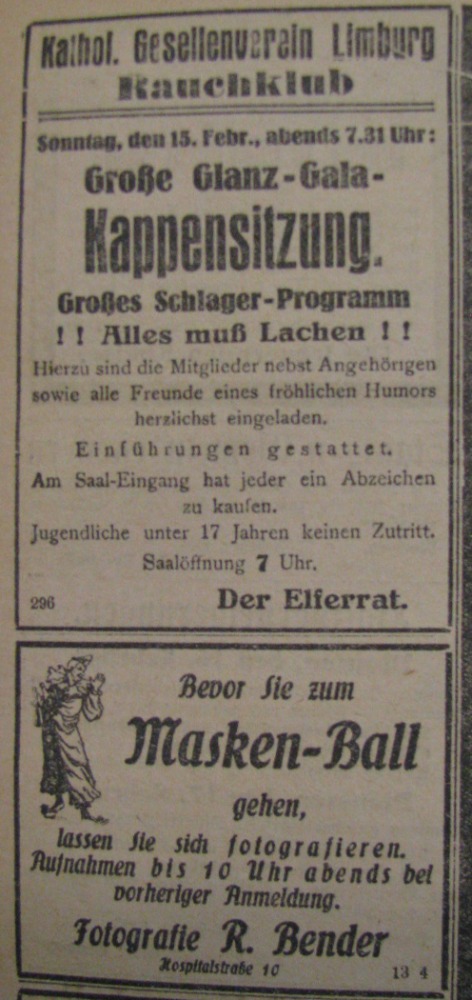 Kathol. Gesellenverein Limburg
Rauchklub
Sonntag, den 15. Febr., abends 7.31 Uhr:
Große Glanz-Gala-
Kappensitzung.
Großes Schlager-Programm
! ! Alles muß Lachen ! !
Hierzu sind die Mitglieder nebst Angehörigen
sowie alle Freunde eines fröhlichen Humors
herzlichst eingeladen.
Einführungen gestattet.
Am Saal-Eingang hat jeder ein Abzeichen
zu kaufen.
Jugendliche unter 17 Jahren keinen Zutritt.
Saalöffnung 7 Uhr.
296 Der Elferrat.
Bevor Sie zum
Masken-Ball
gehen,
lassen Sie sich fotografieren.
Aufnahmen bis 10 Uhr abends bei
vorheriger Anmeldung.
Fotografie R. Bender
Hospitalstraße 10
13 4